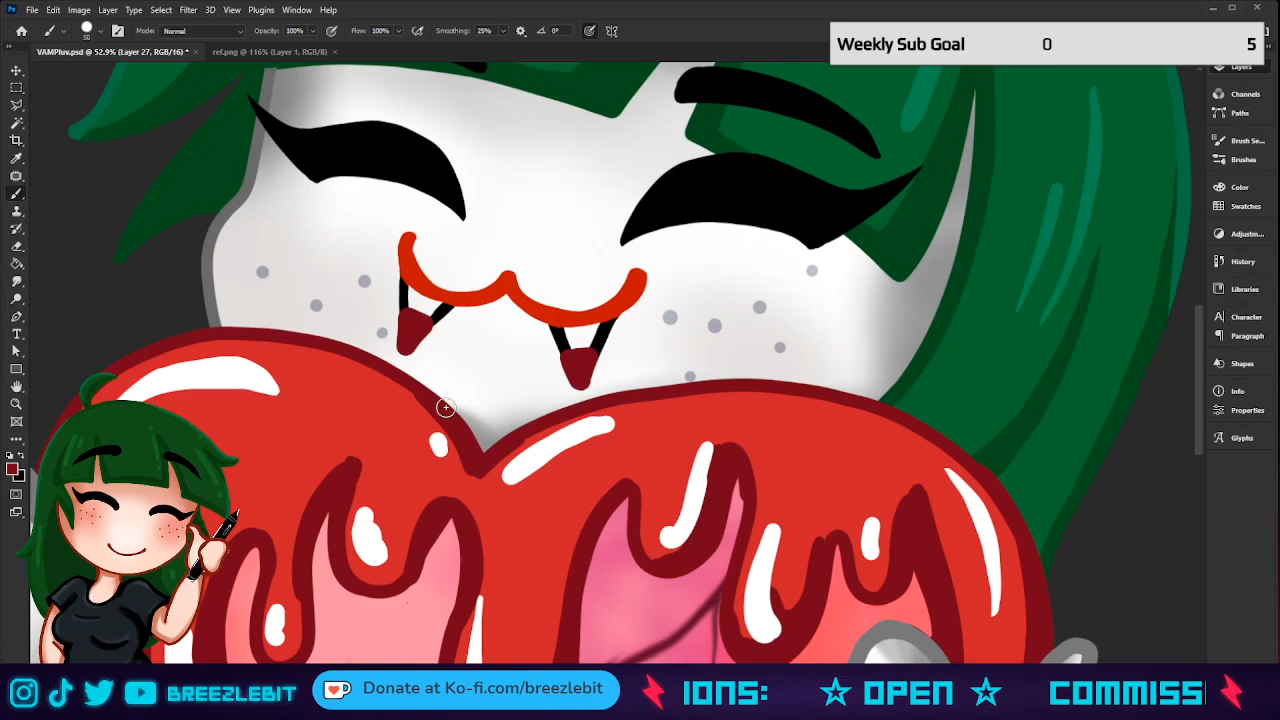 File Edit Image Layer Type Select Filter 3D View Plugins Window Help
50 Mode: Normal Opacity: 100% Flow: 100% Smoothing: 25% 0°
VAMPluv.psd @ 52.9% (Layer 27, RGB/16) * × ref.png @ 116% (Layer 1, RGB/8) ×
Weekly Sub Goal 0 5
Layers
Channels
Paths
Brush Se...
Brushes
Color
Swatches
Adjustm...
History
Libraries
Character
Paragraph
Shapes
Info
Properties
Glyphs
BREEZLEBIT Donate at Ko-fi.com/breezlebit IONS: OPEN COMMISS